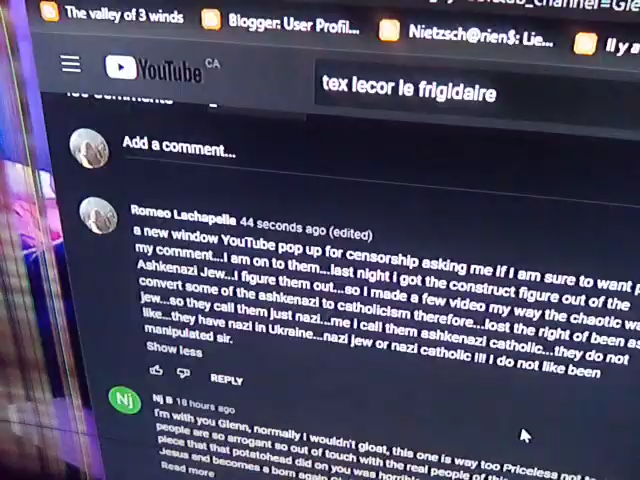 The valley of 3 winds Blogger: User Profil... Nietzsch@rien$: Lie... Il y a
YouTube CA
tex lecor le frigidaire
Add a comment...
Romeo Lachapelle 44 seconds ago (edited)
a new window YouTube pop up for censorship asking me if I am sure to want
my comment...I am on to them...last night I got the construct figure out of the
Ashkenazi Jew...I figure them out...so I made a few video my way the chaotic
convert some of the ashkenazi to catholicism therefore...lost the right of been as
jew...so they call them just nazi...me I call them ashkenazi catholic...they do not
like...they have nazi in Ukraine...nazi jew or nazi catholic !!! I do not like been
manipulated sir.
Show less
REPLY
Nj
Nj B 18 hours ago
I'm with you Glenn, normally I wouldn't gloat, this one is way too Priceless not
people are so arrogant so out of touch with the real people of
piece that that potatohead did on you was
Jesus and becomes a born again
Read more